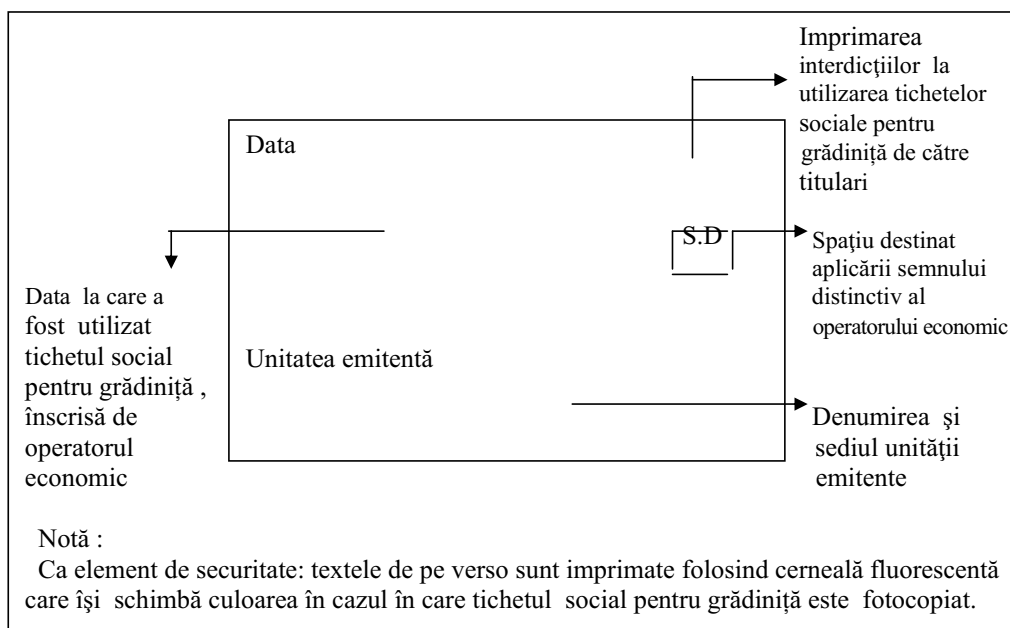 Imprimarea
interdicţiilor la
utilizarea tichetelor
sociale pentru
grădiniță de către
titulari
Data
S.D
Spaţiu destinat
aplicării semnului
distinctiv al
operatorului economic
Data la care a
fost utilizat
tichetul social
pentru grădiniță ,
înscrisă de
operatorul
economic
Unitatea emitentă
Denumirea şi
sediul unităţii
emitente
Notă :
Ca element de securitate: textele de pe verso sunt imprimate folosind cerneală fluorescentă
care îşi schimbă culoarea în cazul în care tichetul social pentru grădiniță este fotocopiat.